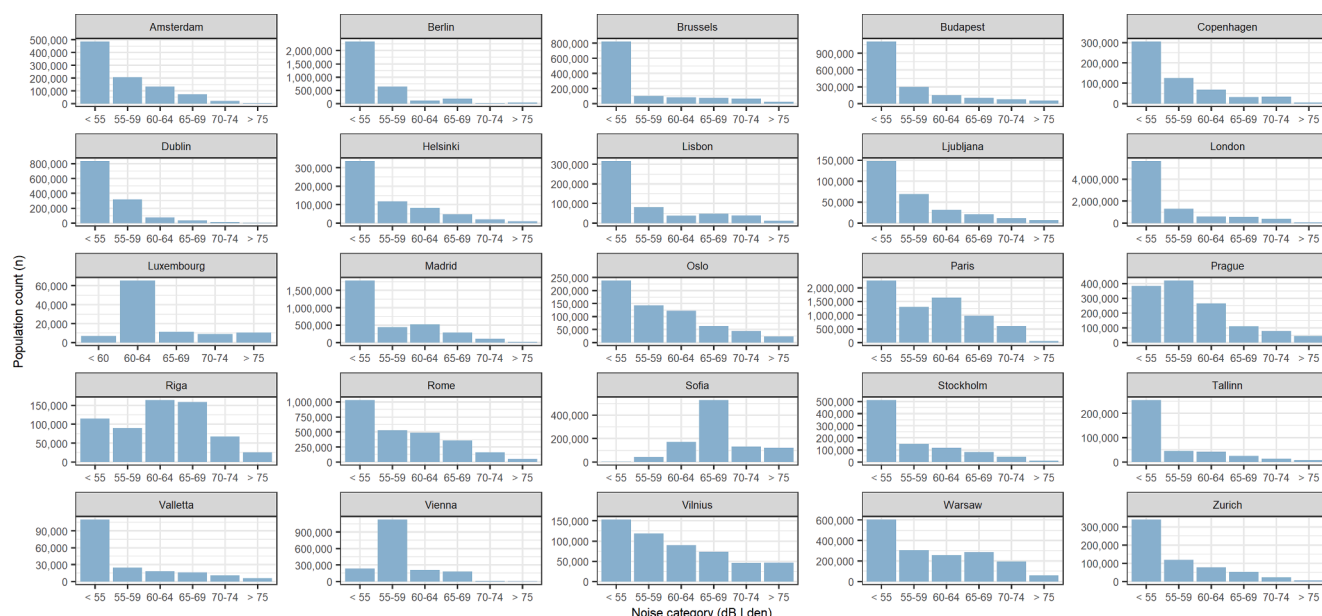 Amsterdam Berlin Brussels Budapest Copenhagen
500,000 400,000 300,000 200,000 100,000 0
2,000,000 1,500,000 1,000,000 500,000 0
800,000 600,000 400,000 200,000 0
900,000 600,000 300,000 0
300,000 200,000 100,000 0
< 55 55-59 60-64 65-69 70-74 > 75
< 55 55-59 60-64 65-69 70-74 > 75
< 55 55-59 60-64 65-69 70-74 > 75
< 55 55-59 60-64 65-69 70-74 > 75
< 55 55-59 60-64 65-69 70-74 > 75
Dublin Helsinki Lisbon Ljubljana London
800,000 600,000 400,000 200,000 0
300,000 200,000 100,000 0
300,000 200,000 100,000 0
150,000 100,000 50,000 0
4,000,000 2,000,000 0
< 55 55-59 60-64 65-69 70-74 > 75
< 55 55-59 60-64 65-69 70-74 > 75
< 55 55-59 60-64 65-69 70-74 > 75
< 55 55-59 60-64 65-69 70-74 > 75
< 55 55-59 60-64 65-69 70-74 > 75
Population count (n)
Luxembourg Madrid Oslo Paris Prague
60,000 40,000 20,000 0
1,500,000 1,000,000 500,000 0
250,000 200,000 150,000 100,000 50,000 0
2,000,000 1,500,000 1,000,000 500,000 0
400,000 300,000 200,000 100,000 0
< 60 60-64 65-69 70-74 > 75
< 55 55-59 60-64 65-69 70-74 > 75
< 55 55-59 60-64 65-69 70-74 > 75
< 55 55-59 60-64 65-69 70-74 > 75
< 55 55-59 60-64 65-69 70-74 > 75
Riga Rome Sofia Stockholm Tallinn
150,000 100,000 50,000 0
1,000,000 750,000 500,000 250,000 0
400,000 200,000 0
500,000 400,000 300,000 200,000 100,000 0
200,000 100,000 0
< 55 55-59 60-64 65-69 70-74 > 75
< 55 55-59 60-64 65-69 70-74 > 75
< 55 55-59 60-64 65-69 70-74 > 75
< 55 55-59 60-64 65-69 70-74 > 75
< 55 55-59 60-64 65-69 70-74 > 75
Valletta Vienna Vilnius Warsaw Zurich
90,000 60,000 30,000 0
900,000 600,000 300,000 0
150,000 100,000 50,000 0
600,000 400,000 200,000 0
300,000 200,000 100,000 0
< 55 55-59 60-64 65-69 70-74 > 75
< 55 55-59 60-64 65-69 70-74 > 75
< 55 55-59 60-64 65-69 70-74 > 75
< 55 55-59 60-64 65-69 70-74 > 75
< 55 55-59 60-64 65-69 70-74 > 75
Noise category (dB Lden)